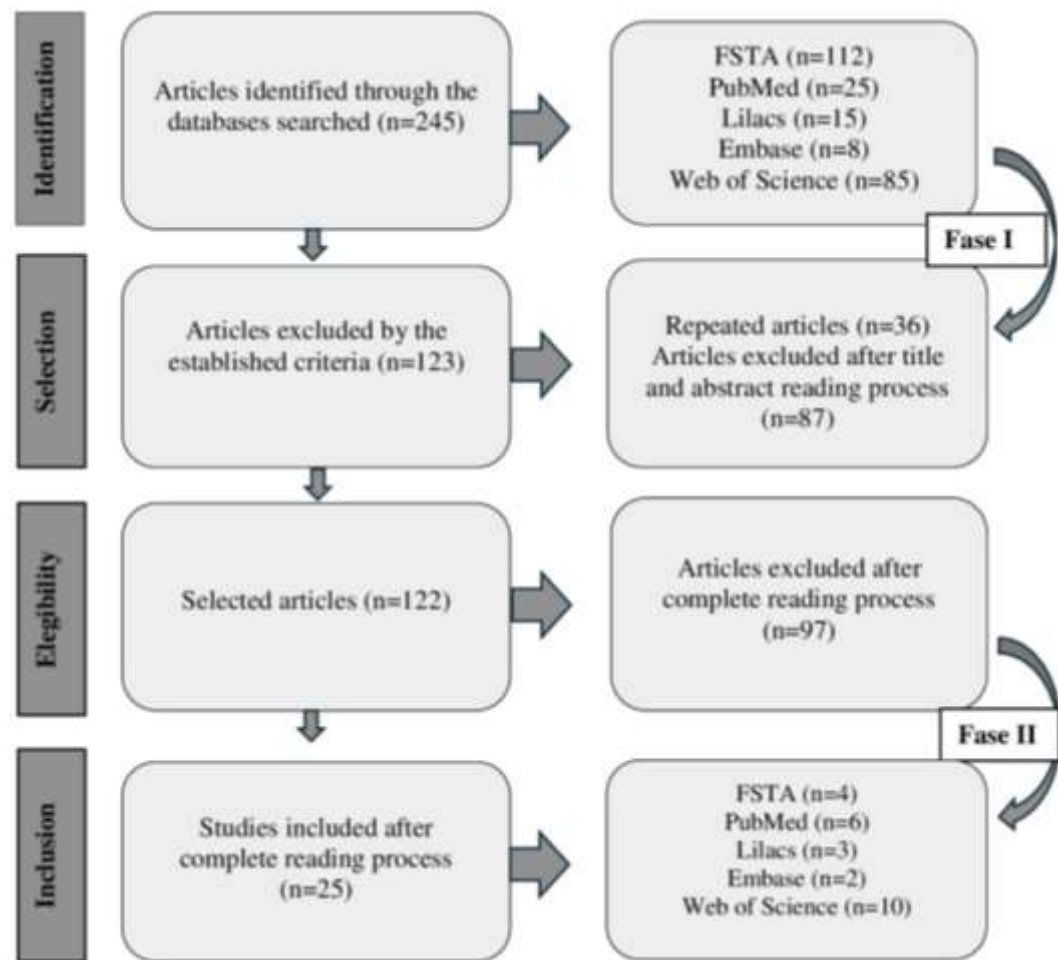 Identification
Articles identified through the
databases searched (n=245)
FSTA (n=112)
PubMed (n=25)
Lilacs (n=15)
Embase (n=8)
Web of Science (n=85)
Fase I
Selection
Articles excluded by the
established criteria (n=123)
Repeated articles (n=36)
Articles excluded after title
and abstract reading process
(n=87)
Elegibility
Selected articles (n=122)
Articles excluded after
complete reading process
(n=97)
Fase II
Inclusion
Studies included after
complete reading process
(n=25)
FSTA (n=4)
PubMed (n=6)
Lilacs (n=3)
Embase (n=2)
Web of Science (n=10)